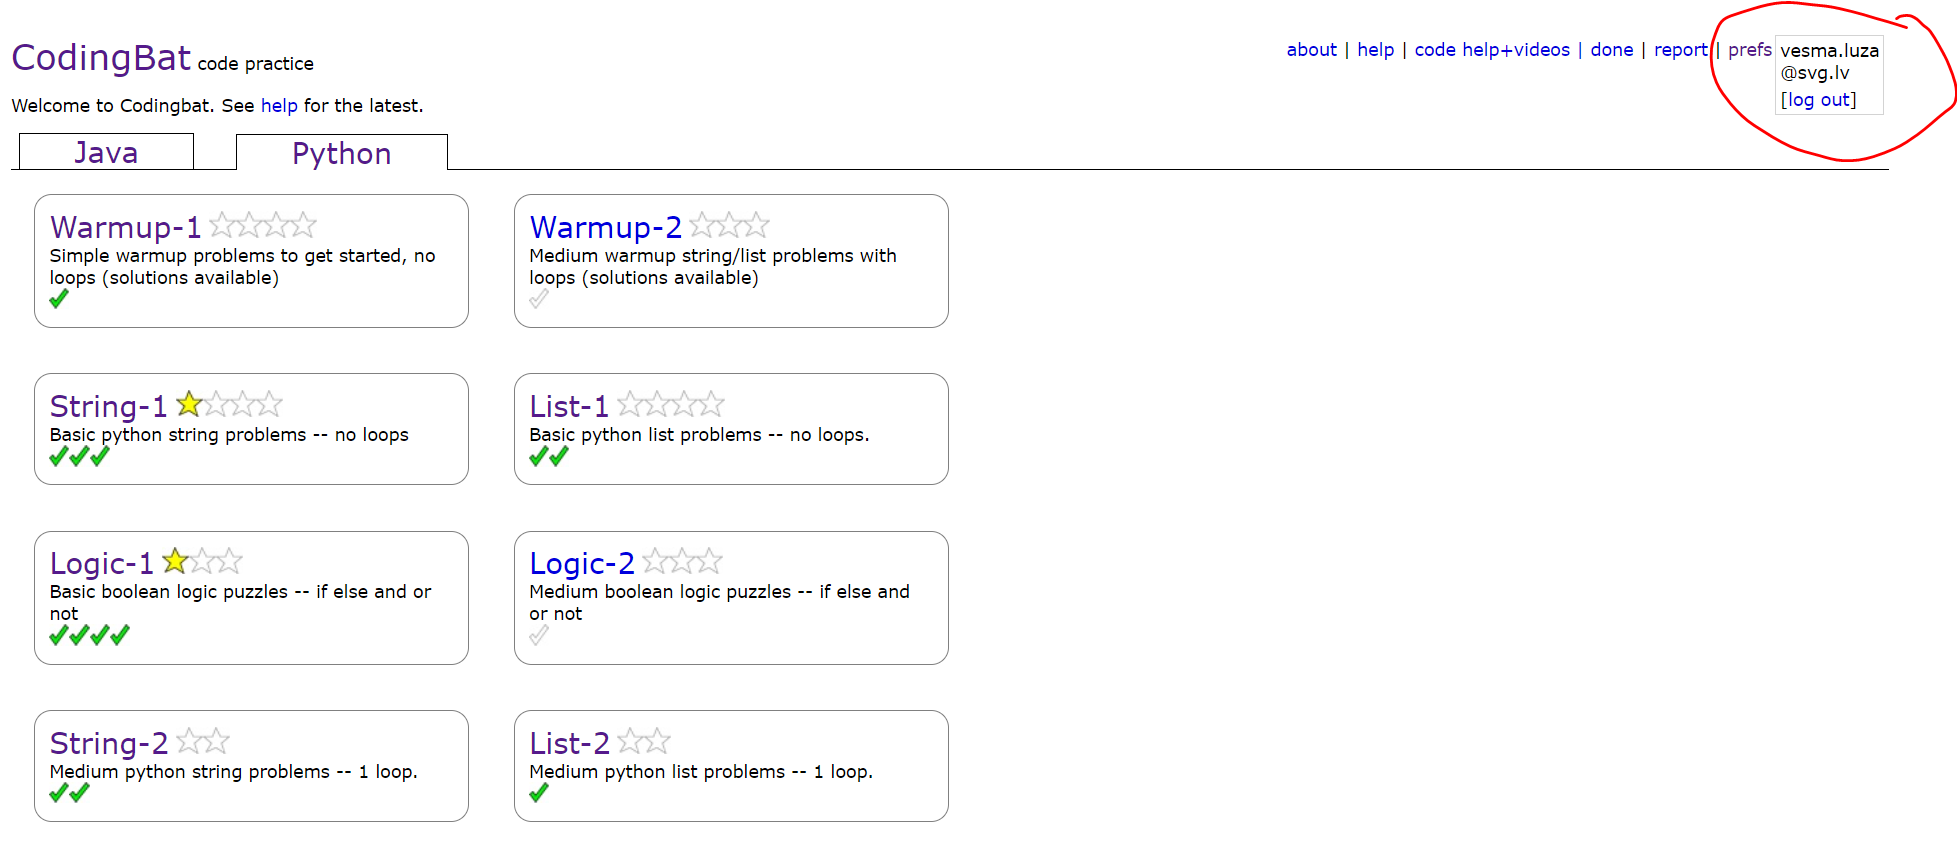 CodingBat code practice
about | help | code help+videos | done | report | prefs
vesma.luza
@svg.lv
[log out]
Welcome to Codingbat. See help for the latest.
Java
Python
Warmup-1
Simple warmup problems to get started, no
loops (solutions available)
Warmup-2
Medium warmup string/list problems with
loops (solutions available)
String-1
Basic python string problems -- no loops
List-1
Basic python list problems -- no loops.
Logic-1
Basic boolean logic puzzles -- if else and or
not
Logic-2
Medium boolean logic puzzles -- if else and
or not
String-2
Medium python string problems -- 1 loop.
List-2
Medium python list problems -- 1 loop.